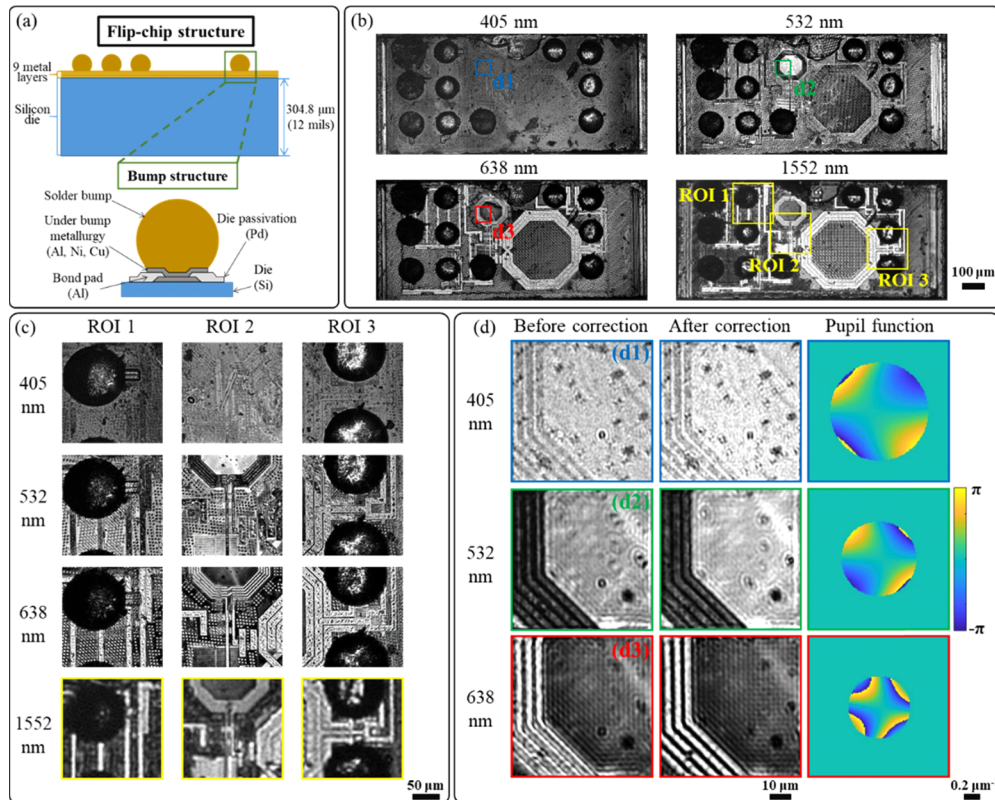 (a)
Flip-chip structure
9 metal
layers
Silicon
die
304.8 μm
(12 mils)
Bump structure
Solder bump
Under bump
metallurgy
(Al, Ni, Cu)
Bond pad
(Al)
Die passivation
(Pd)
Die
(Si)
(b)
405 nm
532 nm
d1
d2
638 nm
1552 nm
d3
ROI 1
ROI 2
ROI 3
100 μm
(c)
ROI 1
ROI 2
ROI 3
405
nm
532
nm
638
nm
1552
nm
50 μm
(d)
Before correction
After correction
Pupil function
405
nm
(d1)
532
nm
(d2)
638
nm
(d3)
π
-π
10 μm
0.2 μm-